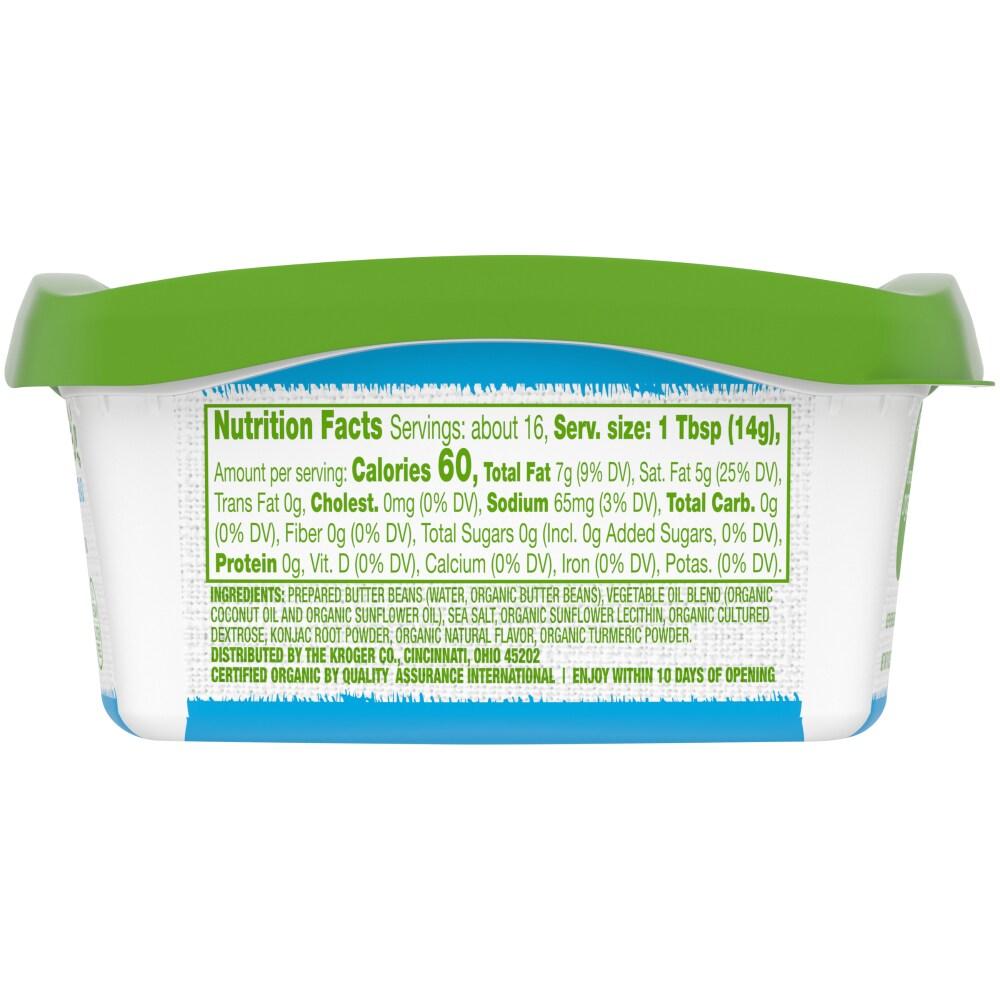 Nutrition Facts Servings: about 16, Serv. size: 1 Tbsp (14g),
Amount per serving: Calories 60, Total Fat 7g (9% DV), Sat. Fat 5g (25% DV),
Trans Fat 0g, Cholest. 0mg (0% DV), Sodium 65mg (3% DV), Total Carb. 0g
(0% DV), Fiber 0g (0% DV), Total Sugars 0g (Incl. 0g Added Sugars, 0% DV),
Protein 0g, Vit. D (0% DV), Calcium (0% DV), Iron (0% DV), Potas. (0% DV).
INGREDIENTS: PREPARED BUTTER BEANS (WATER, ORGANIC BUTTER BEANS), VEGETABLE OIL BLEND (ORGANIC
COCONUT OIL AND ORGANIC SUNFLOWER OIL), SEA SALT, ORGANIC SUNFLOWER LECITHIN, ORGANIC CULTURED
DEXTROSE, KONJAC ROOT POWDER, ORGANIC NATURAL FLAVOR, ORGANIC TURMERIC POWDER.
DISTRIBUTED BY THE KROGER CO., CINCINNATI, OHIO 45202
CERTIFIED ORGANIC BY QUALITY ASSURANCE INTERNATIONAL | ENJOY WITHIN 10 DAYS OF OPENING